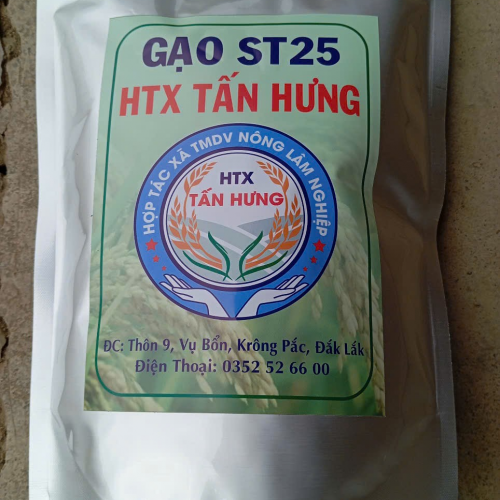 GẠO ST25
HTX TẤN HƯNG
HỢP TÁC XÃ TMDV NÔNG LÂM NGHIỆP
HTX
TẤN HƯNG
ĐC: Thôn 9, Vụ Bổn, Krông Pắc, Đắk Lắk
Điện Thoại: 0352 52 66 00